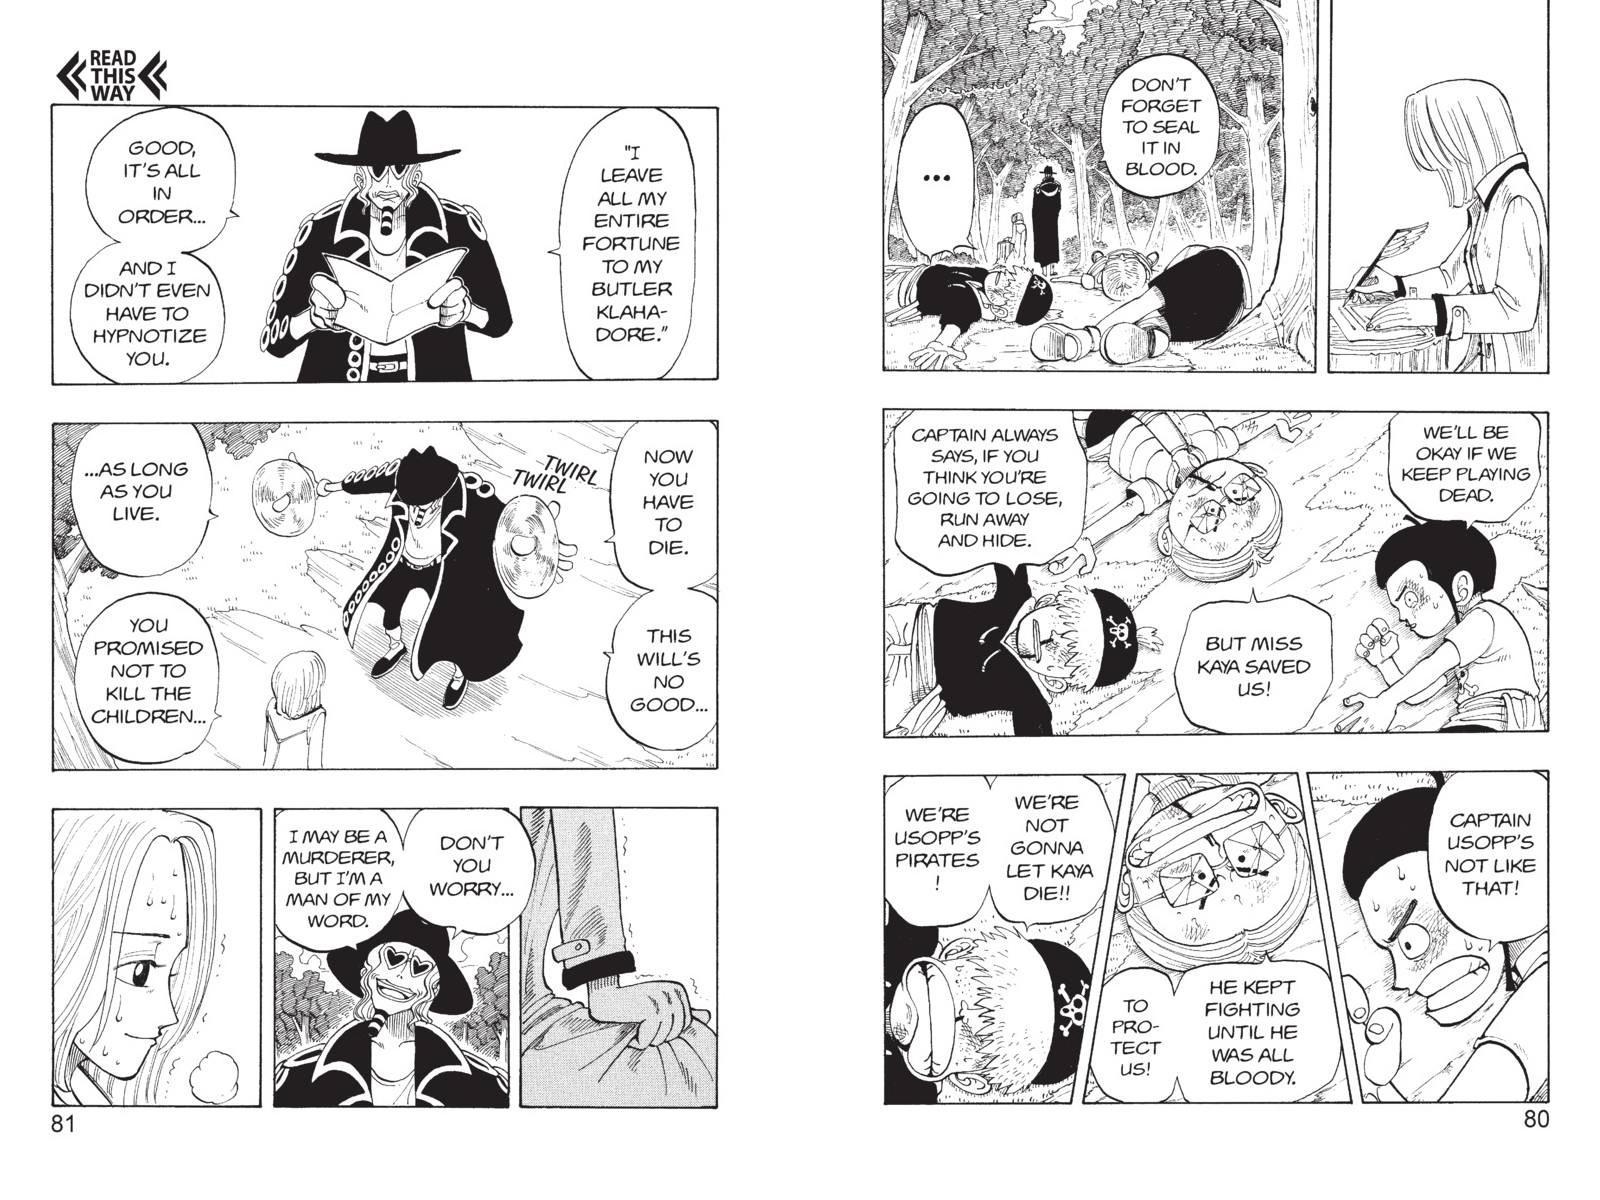 DON'T
FORGET
TO SEAL
IT IN
BLOOD.
...
WE'LL BE
OKAY IF WE
KEEP PLAYING
DEAD.
BUT MISS
KAYA SAVED
US!
CAPTAIN ALWAYS
SAYS, IF YOU
THINK YOU'RE
GOING TO LOSE,
RUN AWAY
AND HIDE.
CAPTAIN
USOPP'S
NOT LIKE
THAT!
HE KEPT
FIGHTING
UNTIL HE
WAS ALL
BLOODY.
TO
PRO-
TECT
US!
WE'RE
NOT
GONNA
LET KAYA
DIE!!
WE'RE
USOPP'S
PIRATES
!
80
READ
THIS
WAY
"I
LEAVE
ALL MY
ENTIRE
FORTUNE
TO MY
BUTLER
KLAHA-
DORE."
GOOD,
IT'S ALL
IN
ORDER...
AND I
DIDN'T EVEN
HAVE TO
HYPNOTIZE
YOU.
NOW
YOU
HAVE
TO
DIE.
THIS
WILL'S
NO
GOOD...
TWIRL
TWIRL
...AS LONG
AS YOU
LIVE.
YOU
PROMISED
NOT TO
KILL THE
CHILDREN...
DON'T
YOU
WORRY...
I MAY BE A
MURDERER,
BUT I'M A
MAN OF MY
WORD.
81